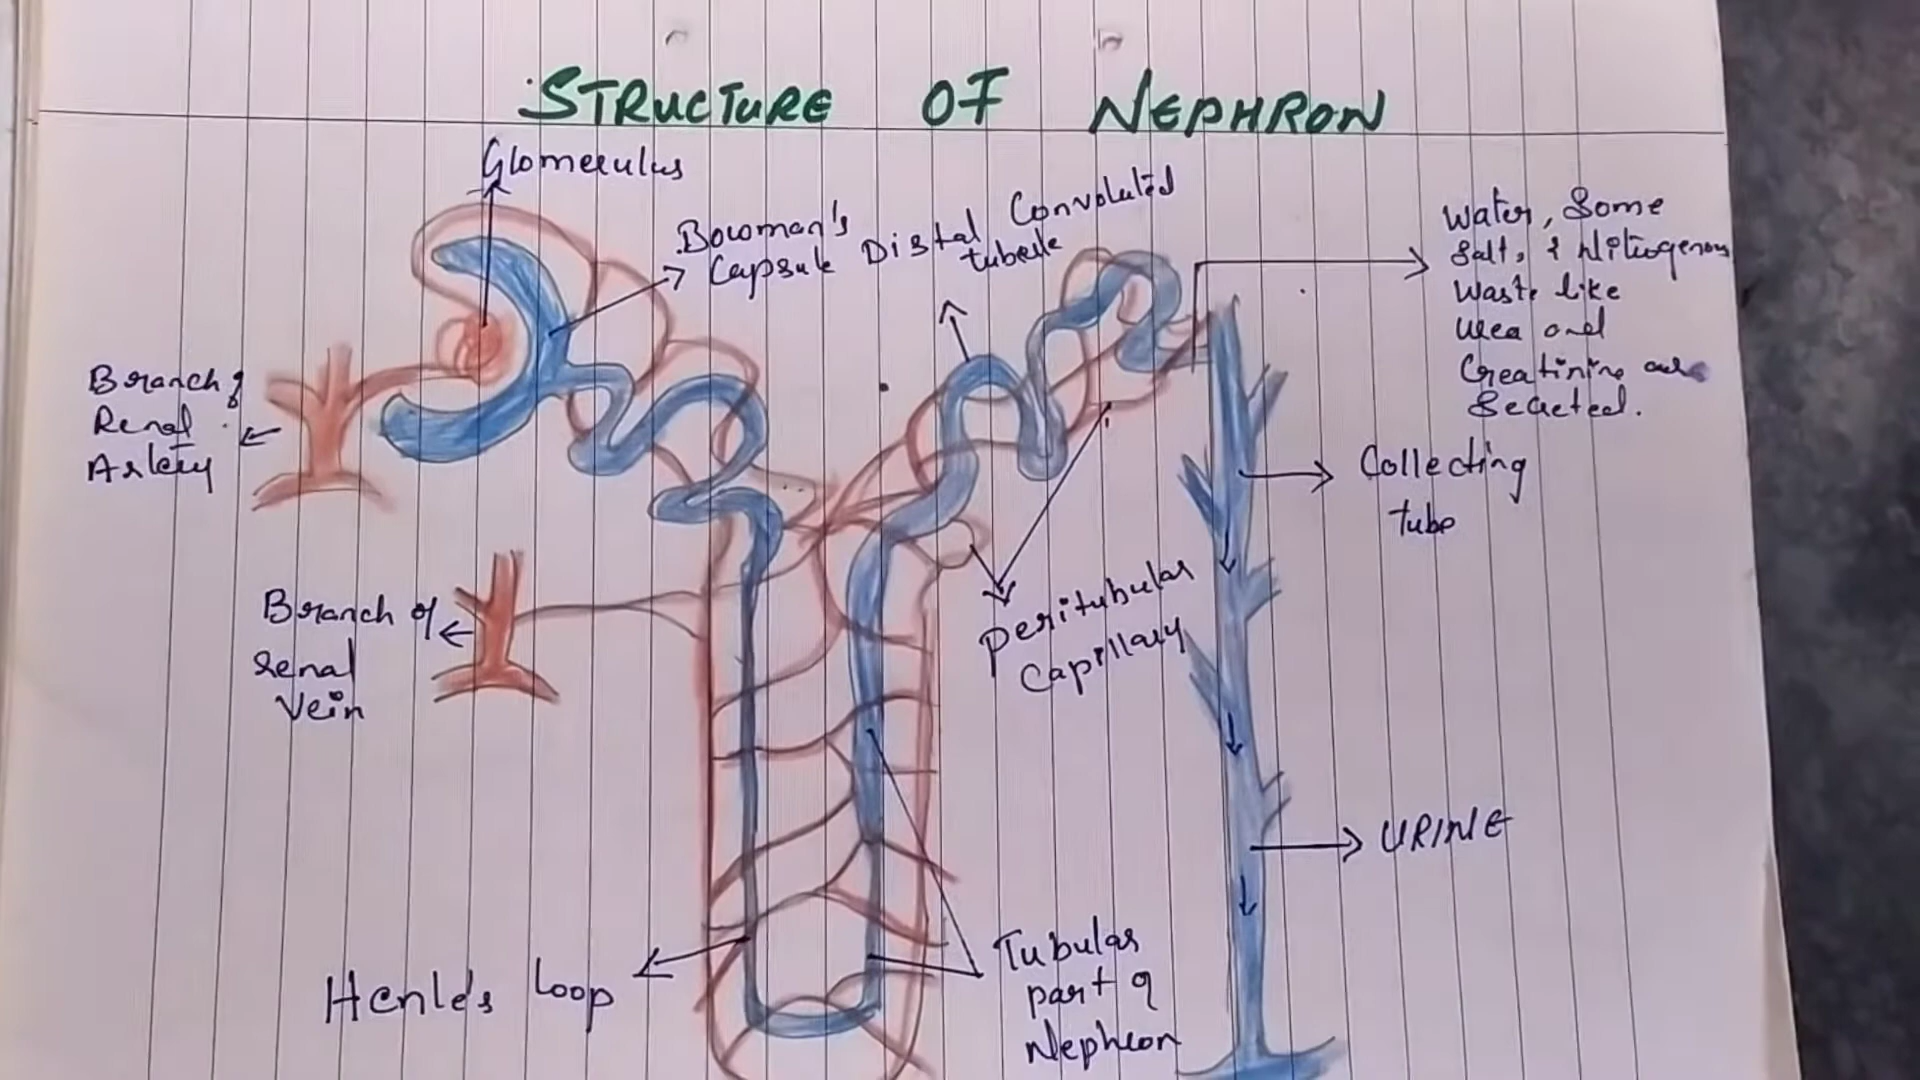 STRUCTURE OF NEPHRON
Glomerulus
Bowman's
Capsule
Distal Convoluted
tubule
Water, Some
Salt, & Nitrogenous
Waste like
Urea and
Creatinine are
Secreted.
Branch of
Renal
Artery
Collecting
tube
Branch of
renal
Vein
Peritubular
Capillary
URINE
Henle's Loop
Tubular
part of
Nephron